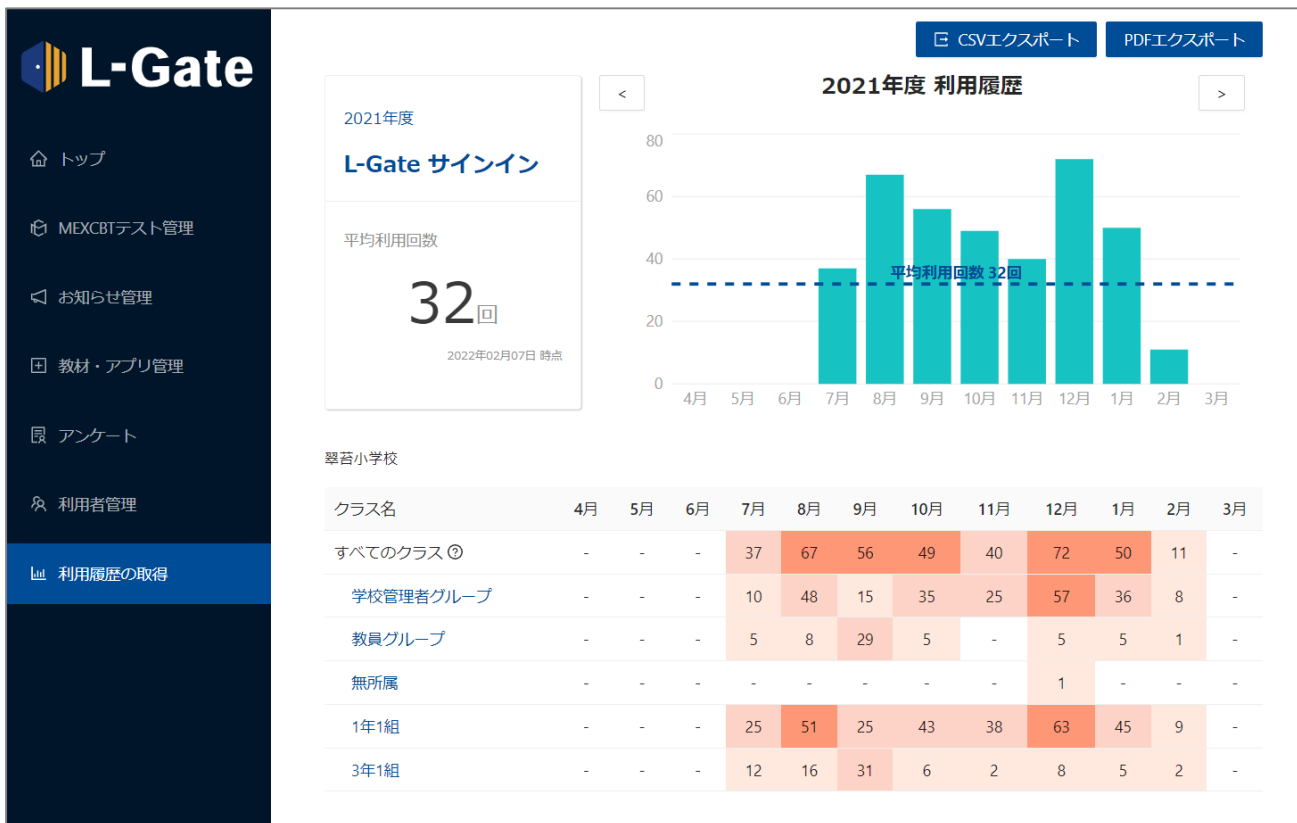 L-Gate
トップ
MEXCBTテスト管理
お知らせ管理
教材・アプリ管理
アンケート
利用者管理
利用履歴の取得
CSVエクスポート PDFエクスポート
2021年度
L-Gate サインイン
平均利用回数
32回
2022年02月07日 時点
< 2021年度 利用履歴 >
80
60
40
20
0
平均利用回数 32回
4月 5月 6月 7月 8月 9月 10月 11月 12月 1月 2月 3月
翠苔小学校
クラス名 4月 5月 6月 7月 8月 9月 10月 11月 12月 1月 2月 3月
すべてのクラス ? - - - 37 67 56 49 40 72 50 11 -
学校管理者グループ - - - 10 48 15 35 25 57 36 8 -
教員グループ - - - 5 8 29 5 - 5 5 1 -
無所属 - - - - - - - - 1 - - -
1年1組 - - - 25 51 25 43 38 63 45 9 -
3年1組 - - - 12 16 31 6 2 8 5 2 -